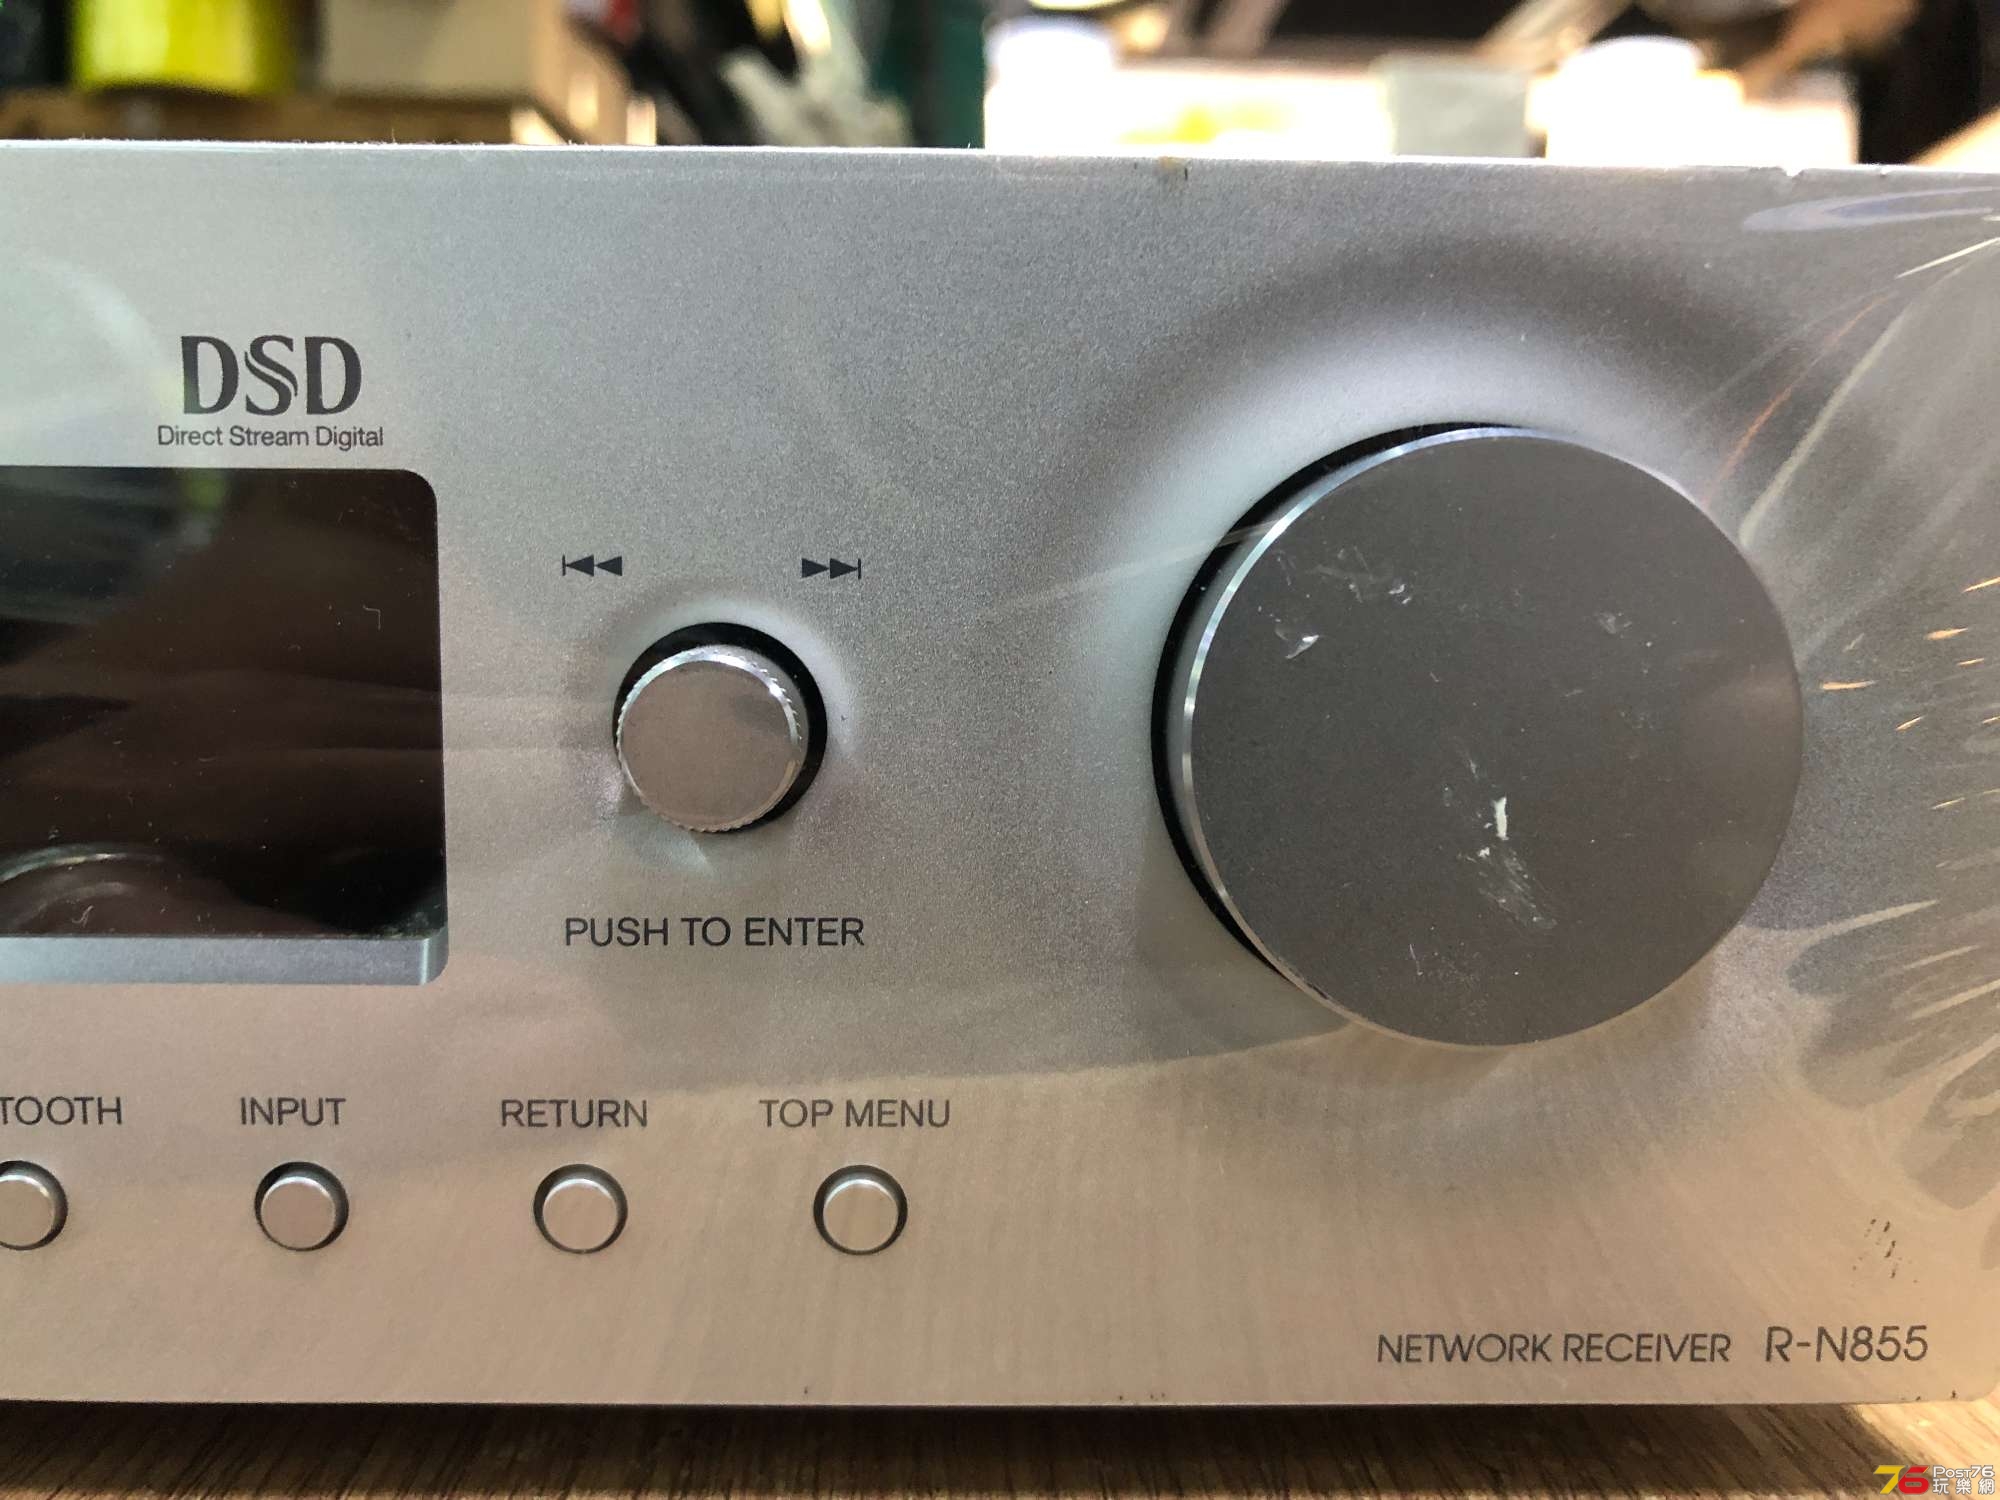 DSD
Direct Stream Digital
PUSH TO ENTER
TOOTH INPUT RETURN TOP MENU
NETWORK RECEIVER R-N855
76 Post76
玩樂網